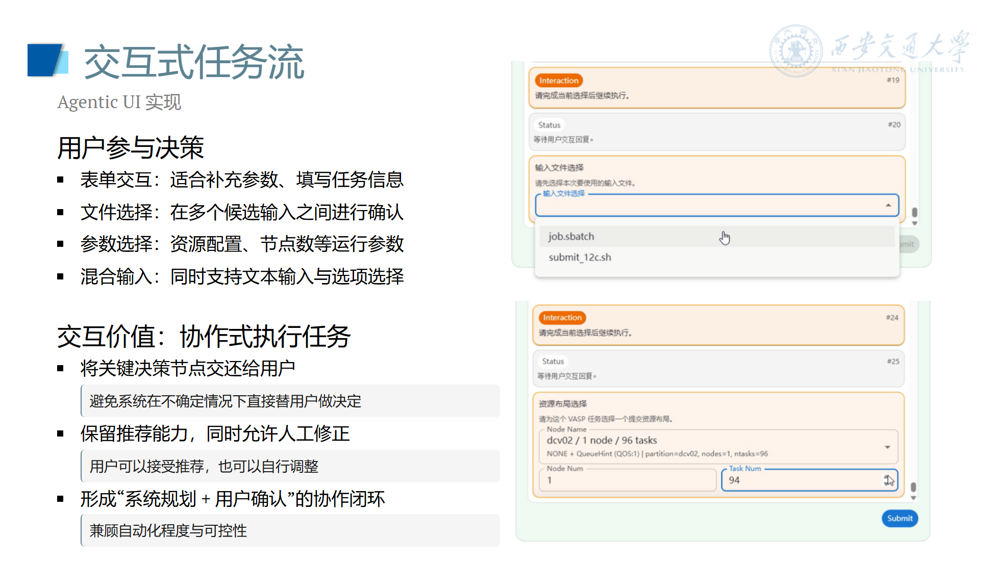 交互式任务流
Agentic UI 实现
用户参与决策
表单交互：适合补充参数、填写任务信息
文件选择：在多个候选输入之间进行确认
参数选择：资源配置、节点数等运行参数
混合输入：同时支持文本输入与选项选择
交互价值：协作式执行任务
将关键决策节点交还给用户
避免系统在不确定情况下直接替用户做决定
保留推荐能力，同时允许人工修正
用户可以接受推荐，也可以自行调整
形成“系统规划 + 用户确认”的协作闭环
兼顾自动化程度与可控性
西安交通大学
XI'AN JIAOTONG UNIVERSITY
Interaction #19
请完成当前选择后继续执行。
Status #20
等待用户交互回复。
输入文件选择
请先选择本次要使用的输入文件。
输入文件选择
job.sbatch
submit_12c.sh
mit
Interaction #24
请完成当前选择后继续执行。
Status #25
等待用户交互回复。
资源布局选择
请为这个 VASP 任务选择一个提交资源布局。
Node Name
dcv02 / 1 node / 96 tasks
NONE + QueueHint (QOS:1) | partition=dcv02, nodes=1, ntasks=96
Node Num Task Num
1 94
Submit